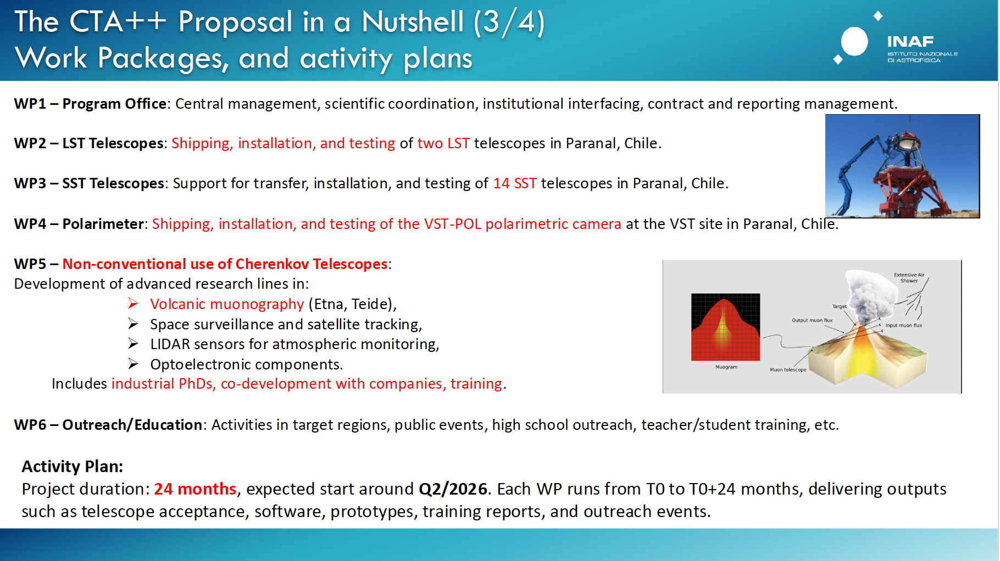 The CTA++ Proposal in a Nutshell (3/4)
Work Packages, and activity plans
INAF
ISTITUTO NAZIONALE
DI ASTROFISICA
WP1 – Program Office: Central management, scientific coordination, institutional interfacing, contract and reporting management.
WP2 – LST Telescopes: Shipping, installation, and testing of two LST telescopes in Paranal, Chile.
WP3 – SST Telescopes: Support for transfer, installation, and testing of 14 SST telescopes in Paranal, Chile.
WP4 – Polarimeter: Shipping, installation, and testing of the VST-POL polarimetric camera at the VST site in Paranal, Chile.
WP5 – Non-conventional use of Cherenkov Telescopes:
Development of advanced research lines in:
➢ Volcanic muonography (Etna, Teide),
➢ Space surveillance and satellite tracking,
➢ LIDAR sensors for atmospheric monitoring,
➢ Optoelectronic components.
Includes industrial PhDs, co-development with companies, training.
Extensive Air
Shower
Target
Output muon flux
Input muon flux
Muogram
Muon telescope
WP6 – Outreach/Education: Activities in target regions, public events, high school outreach, teacher/student training, etc.
Activity Plan:
Project duration: 24 months, expected start around Q2/2026. Each WP runs from T0 to T0+24 months, delivering outputs
such as telescope acceptance, software, prototypes, training reports, and outreach events.